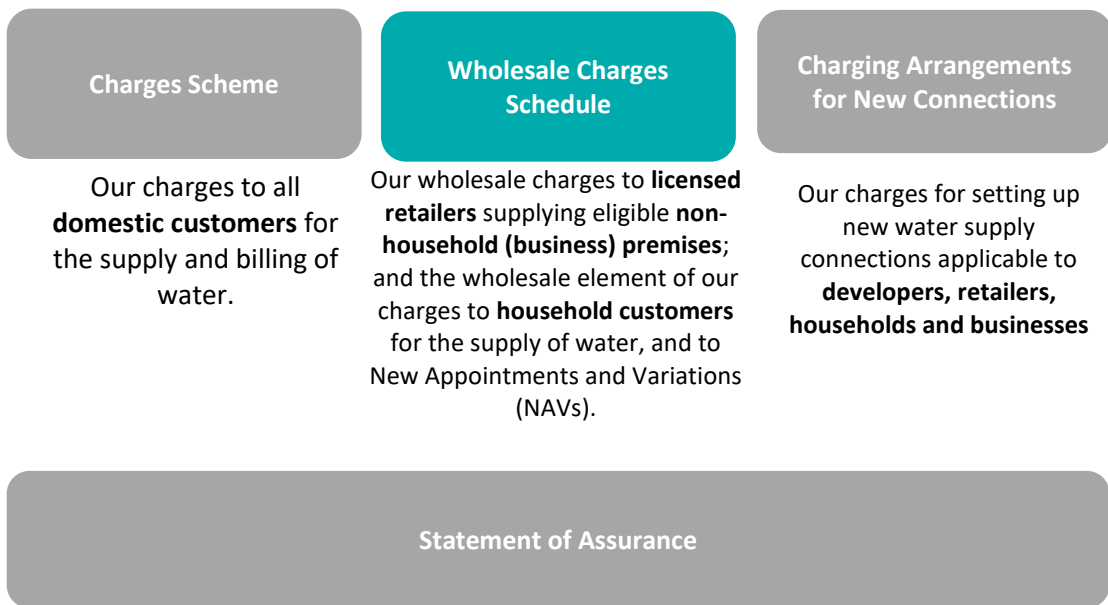 Charges Scheme
Our charges to all
domestic customers for
the supply and billing of
water.
Wholesale Charges
Schedule
Our wholesale charges to licensed
retailers supplying eligible non-
household (business) premises;
and the wholesale element of our
charges to household customers
for the supply of water, and to
New Appointments and Variations
(NAVs).
Charging Arrangements
for New Connections
Our charges for setting up
new water supply
connections applicable to
developers, retailers,
households and businesses
Statement of Assurance